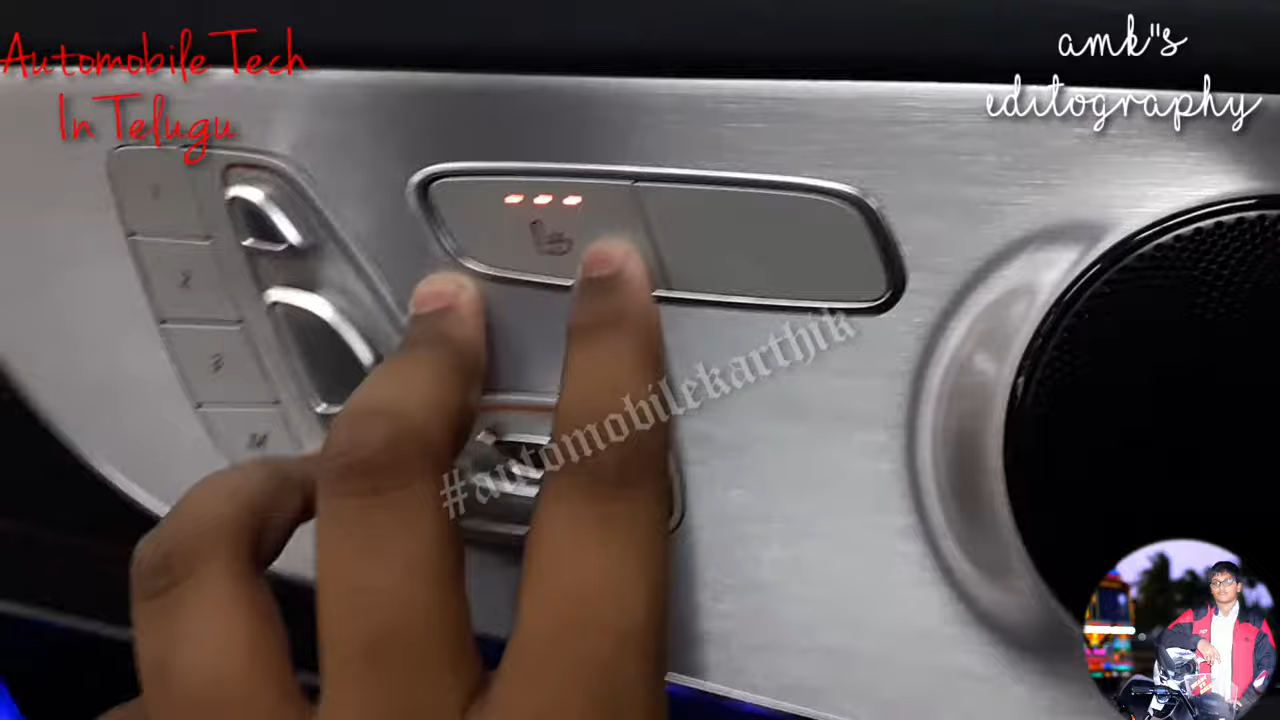 Automobile Tech
In Telugu
amk"s
editography
1
2
3
M
#automobilekarthik